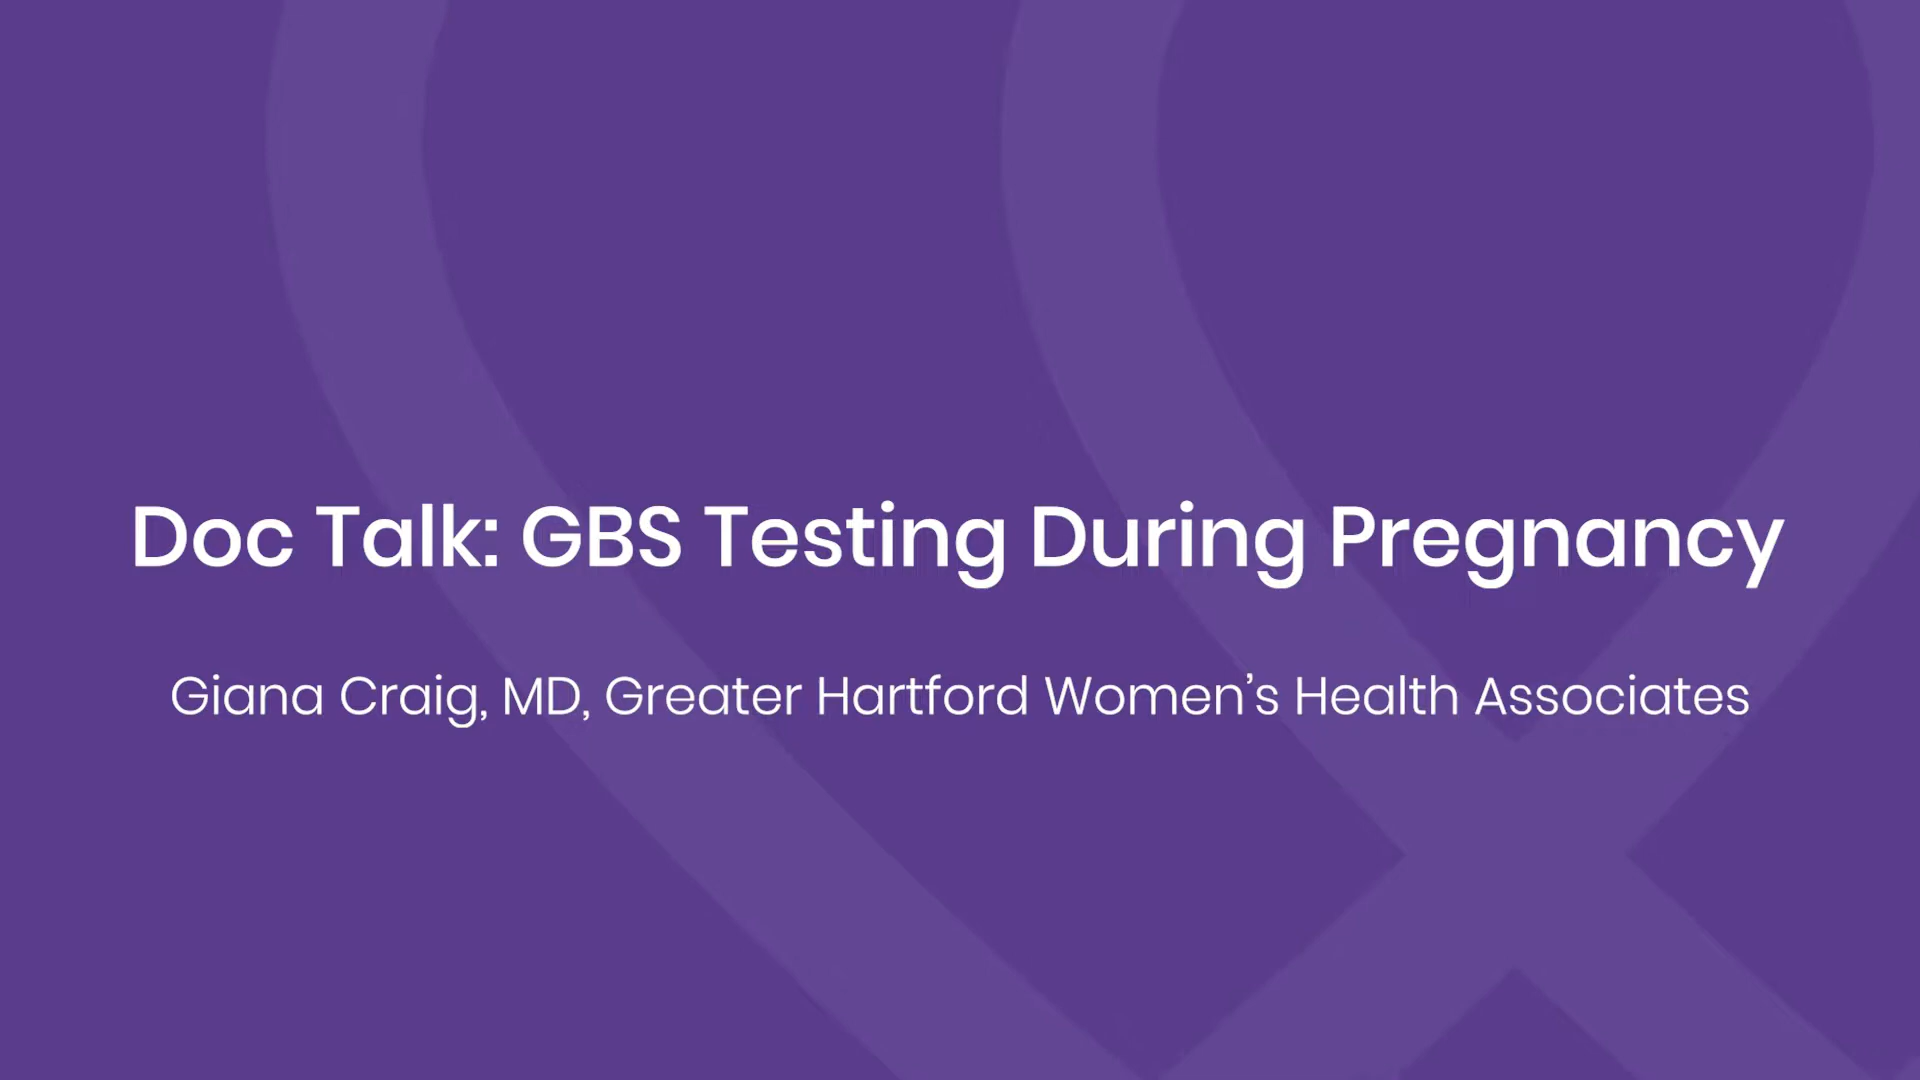 Doc Talk: GBS Testing During Pregnancy
Giana Craig, MD, Greater Hartford Women’s Health Associates